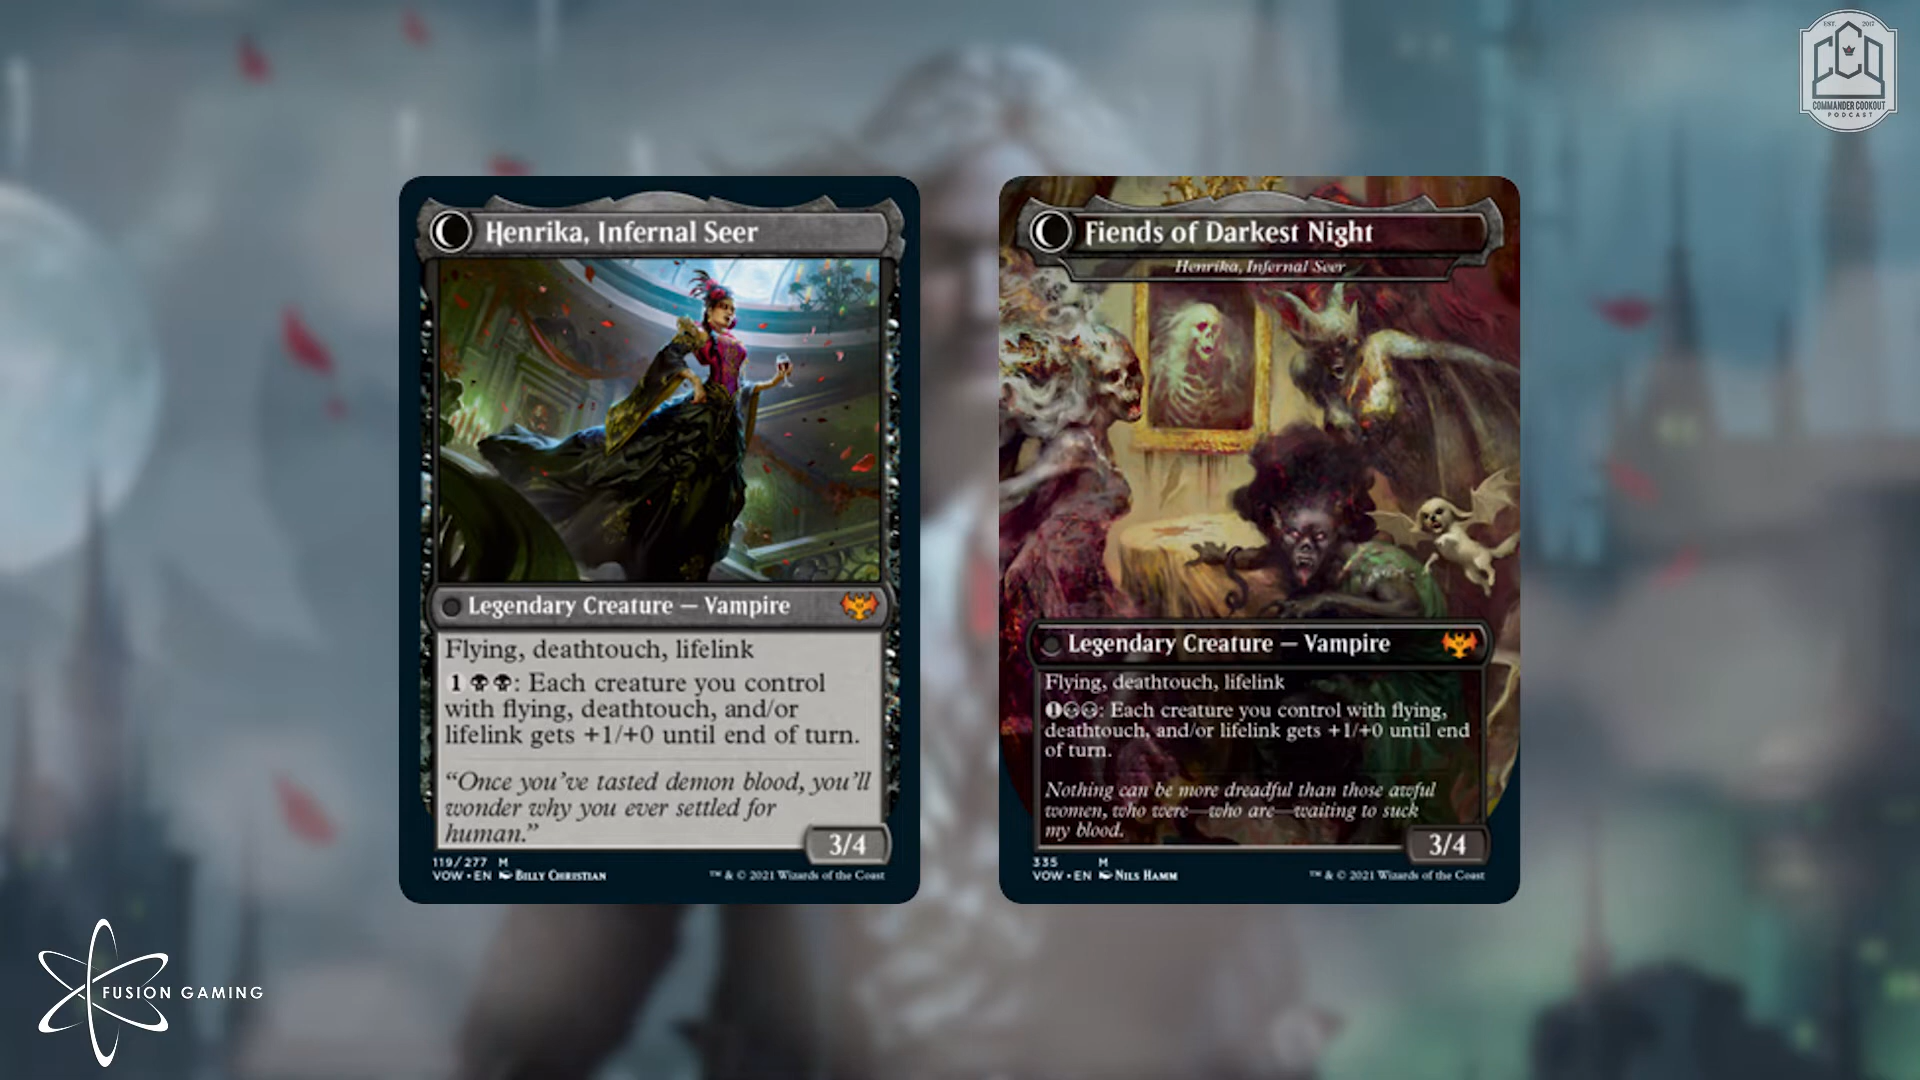 EST. 2017
CCO
COMMANDER COOKOUT
PODCAST
Henrika, Infernal Seer
Legendary Creature — Vampire
Flying, deathtouch, lifelink
1: Each creature you control
with flying, deathtouch, and/or
lifelink gets +1/+0 until end of turn.
“Once you’ve tasted demon blood, you’ll
wonder why you ever settled for
human.”
3/4
119/277 M
VOW • EN Billy Christian
™ & © 2021 Wizards of the Coast
Fiends of Darkest Night
Henrika, Infernal Seer
Legendary Creature — Vampire
Flying, deathtouch, lifelink
1: Each creature you control with flying,
deathtouch, and/or lifelink gets +1/+0 until end
of turn.
Nothing can be more dreadful than those awful
women, who were—who are—waiting to suck
my blood.
3/4
335 M
VOW • EN Nils Hamm
™ & © 2021 Wizards of the Coast
FUSION GAMING